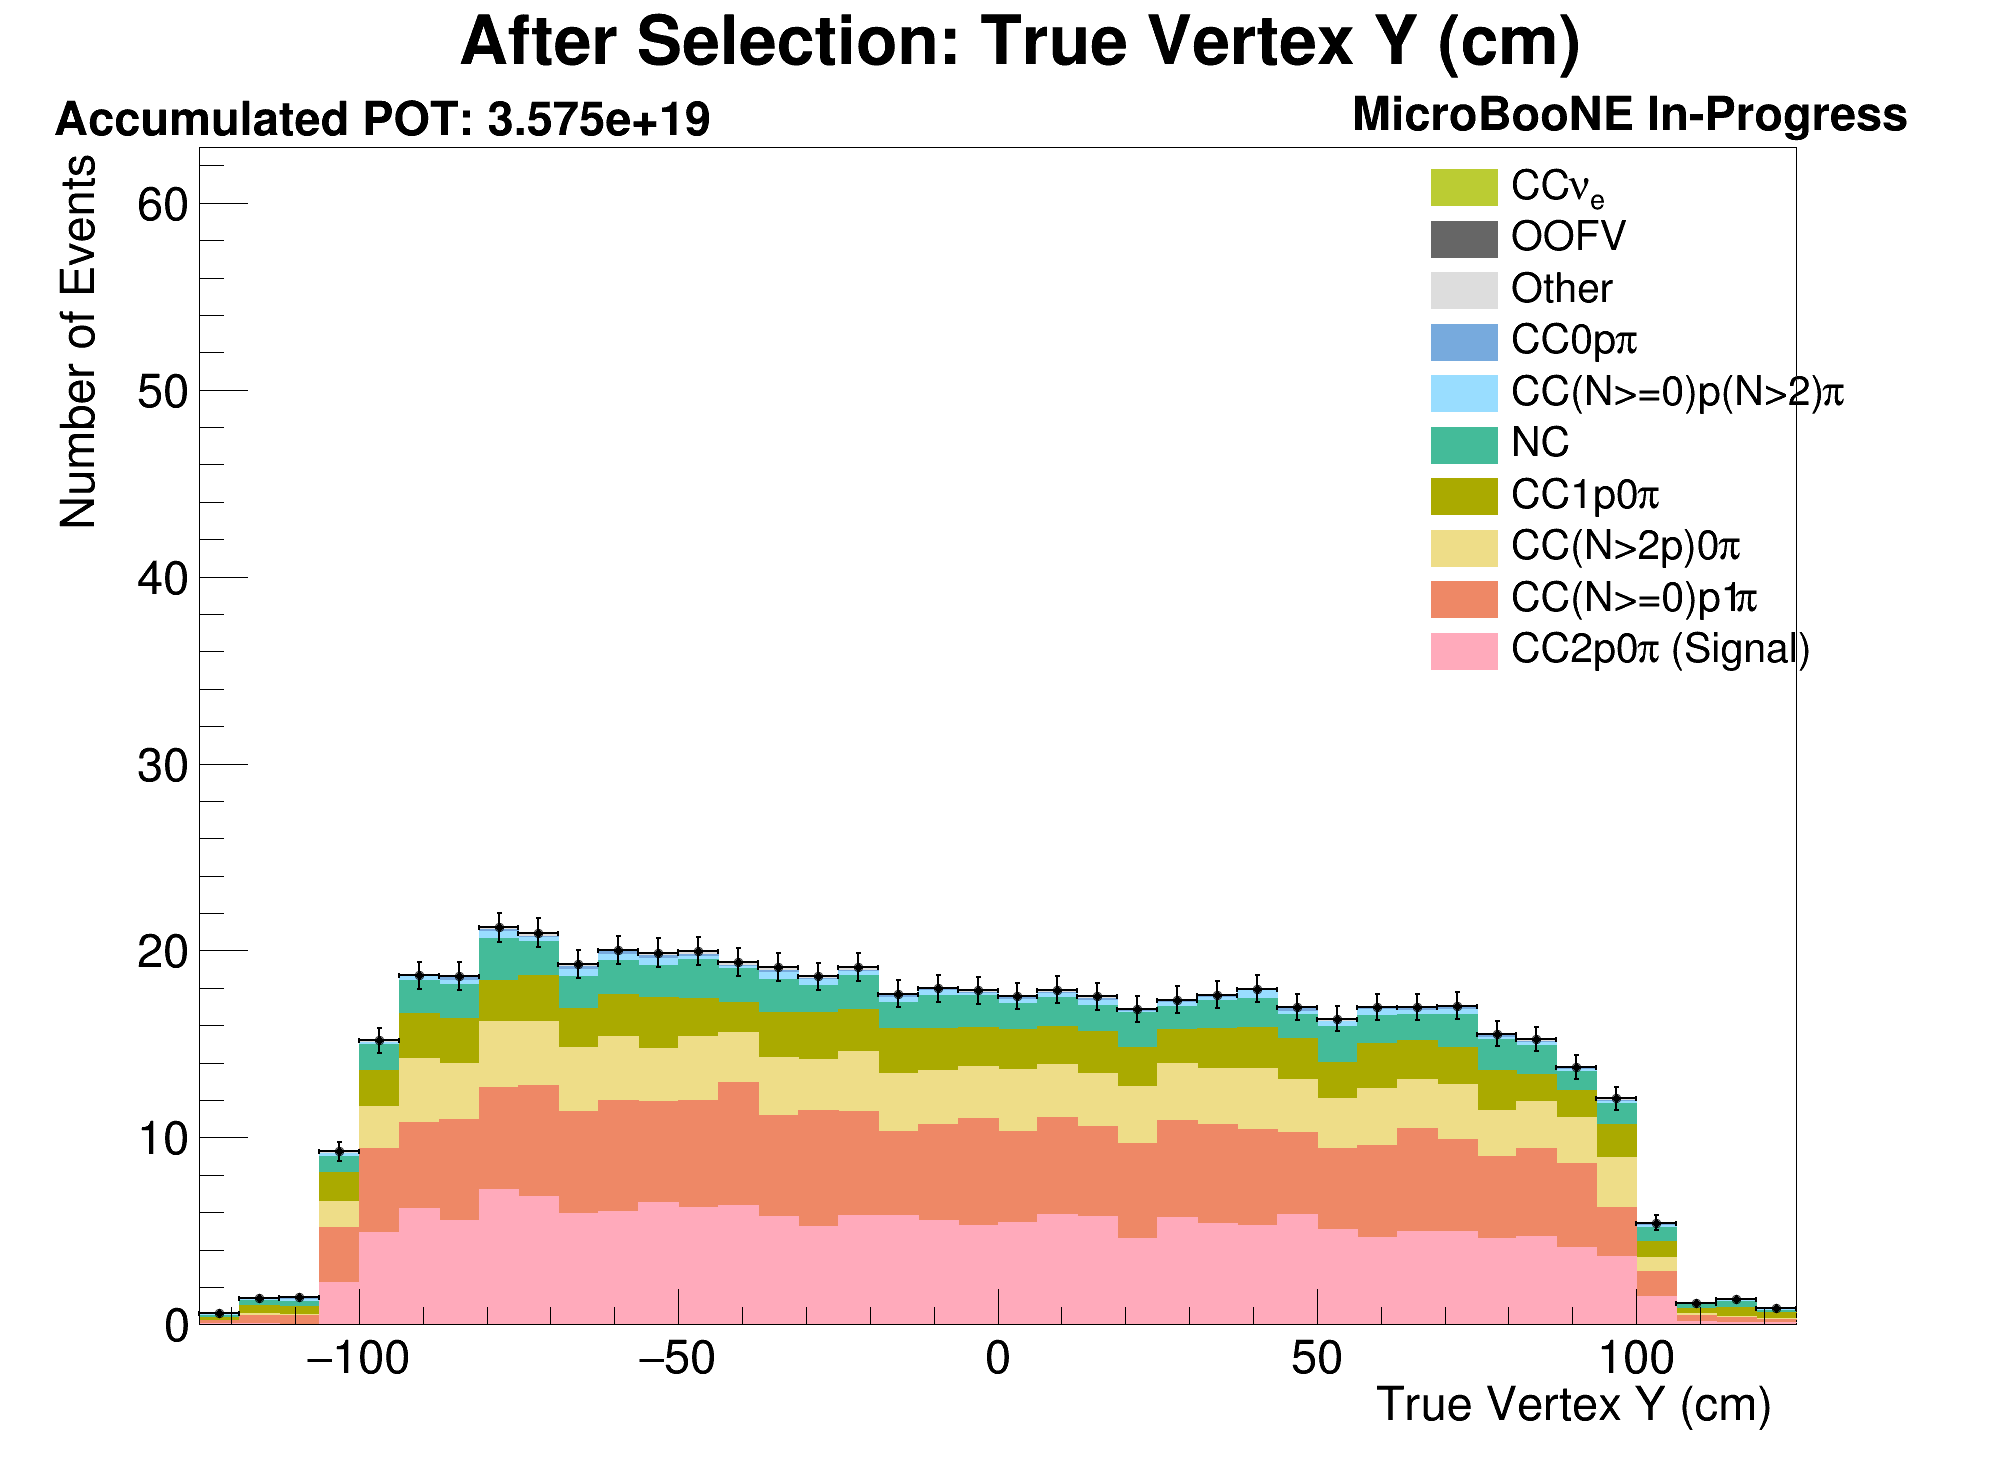 After Selection: True Vertex Y (cm)
Accumulated POT: 3.575e+19
MicroBooNE In-Progress
Number of Events
60
50
40
30
20
10
0
CCνe
OOFV
Other
CC0pπ
CC(N>=0)p(N>2)π
NC
CC1p0π
CC(N>2p)0π
CC(N>=0)p1π
CC2p0π (Signal)
−100 −50 0 50 100
True Vertex Y (cm)